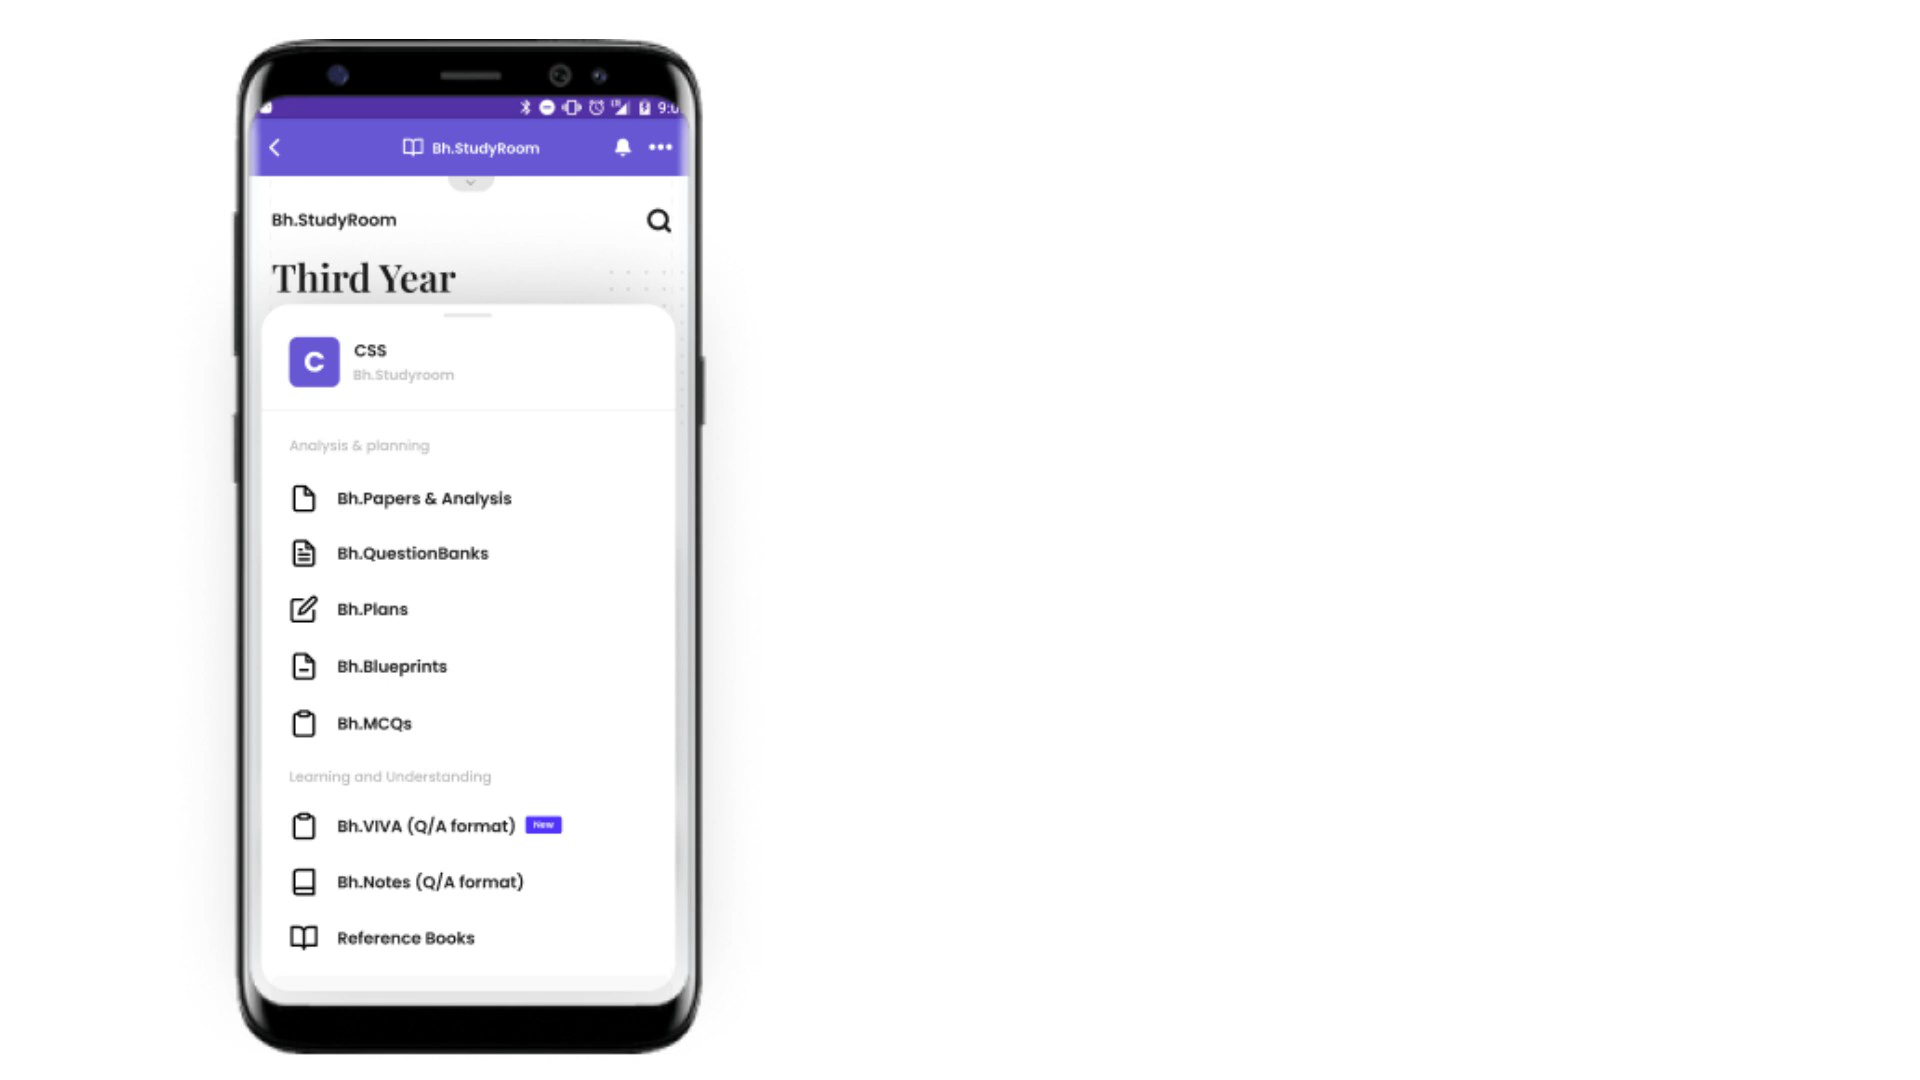 Bh.StudyRoom
Bh.StudyRoom
Third Year
C
CSS
Bh.Studyroom
Analysis & planning
Bh.Papers & Analysis
Bh.QuestionBanks
Bh.Plans
Bh.Blueprints
Bh.MCQs
Learning and Understanding
Bh.VIVA (Q/A format) New
Bh.Notes (Q/A format)
Reference Books